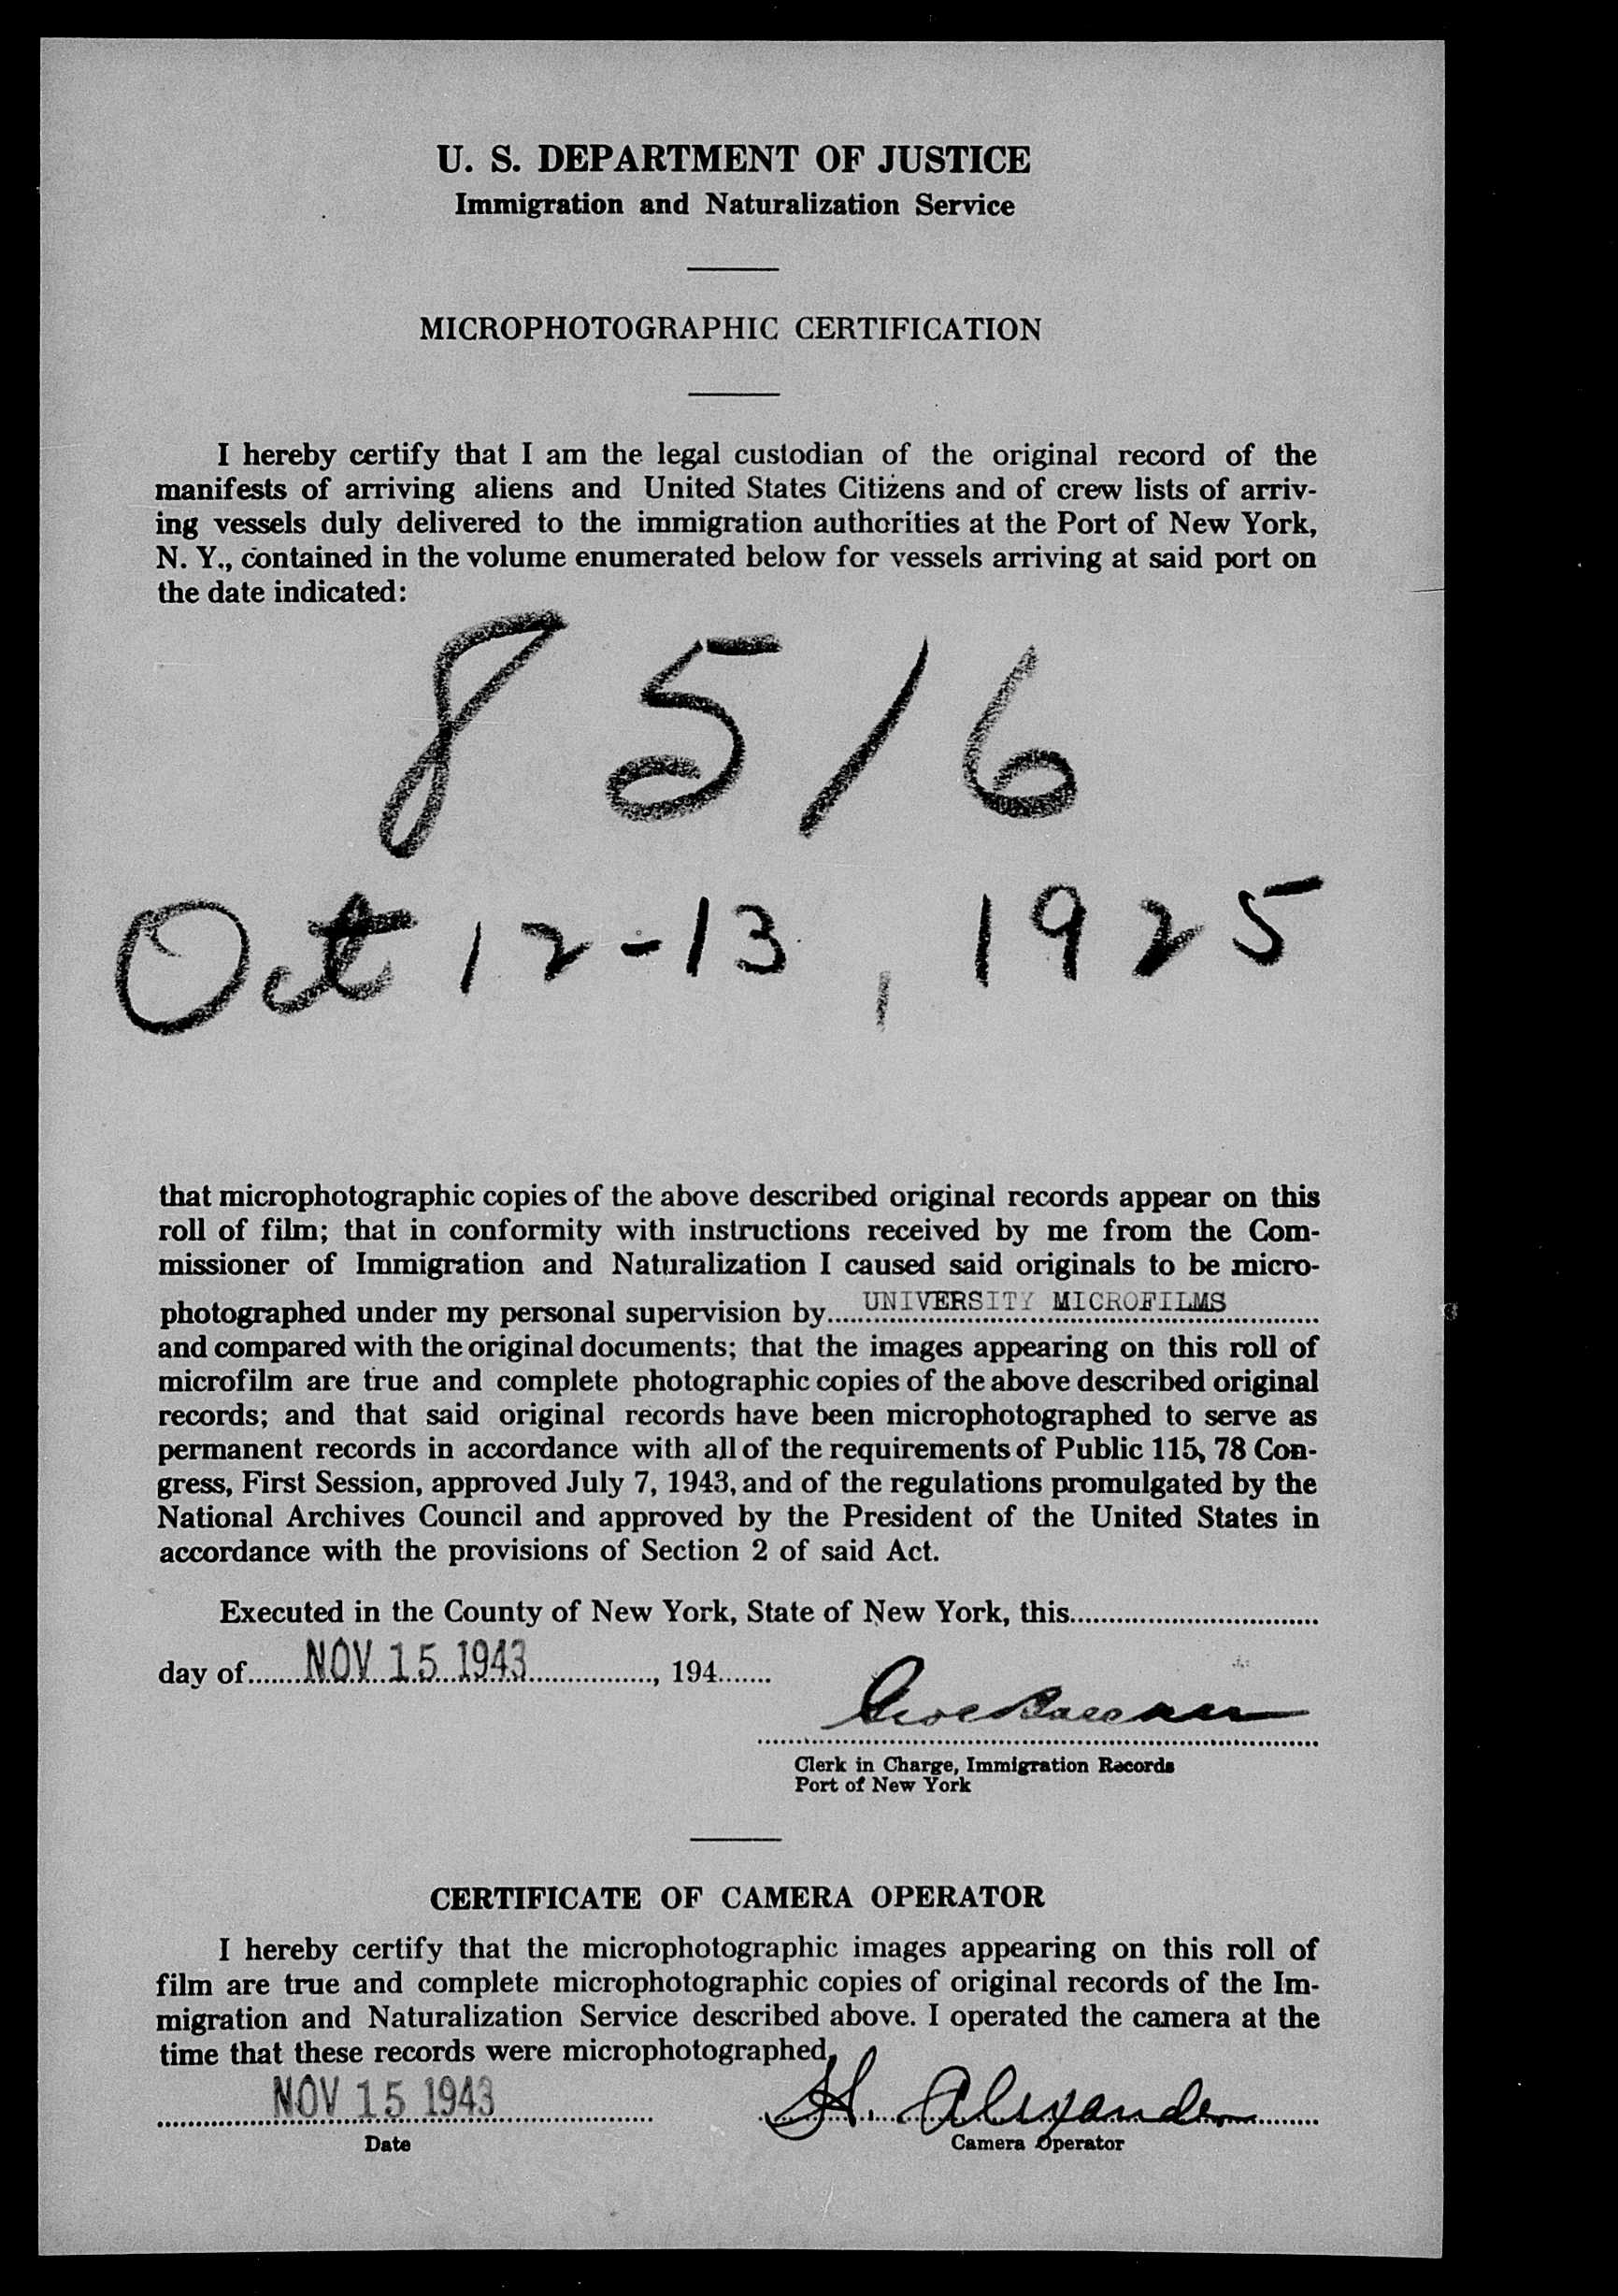 U. S. DEPARTMENT OF JUSTICE
Immigration and Naturalization Service
MICROPHOTOGRAPHIC CERTIFICATION
I hereby certify that I am the legal custodian of the original record of the
manifests of arriving aliens and United States Citizens and of crew lists of arriv-
ing vessels duly delivered to the immigration authorities at the Port of New York,
N. Y., contained in the volume enumerated below for vessels arriving at said port on
the date indicated:
8516
Oct 12-13, 1925
that microphotographic copies of the above described original records appear on this
roll of film; that in conformity with instructions received by me from the Com-
missioner of Immigration and Naturalization I caused said originals to be micro-
photographed under my personal supervision by UNIVERSITY MICROFILMS
and compared with the original documents; that the images appearing on this roll of
microfilm are true and complete photographic copies of the above described original
records; and that said original records have been microphotographed to serve as
permanent records in accordance with all of the requirements of Public 115, 78 Con-
gress, First Session, approved July 7, 1943, and of the regulations promulgated by the
National Archives Council and approved by the President of the United States in
accordance with the provisions of Section 2 of said Act.
Executed in the County of New York, State of New York, this
day of NOV 15 1943, 194
Clerk in Charge, Immigration Records
Port of New York
CERTIFICATE OF CAMERA OPERATOR
I hereby certify that the microphotographic images appearing on this roll of
film are true and complete microphotographic copies of original records of the Im-
migration and Naturalization Service described above. I operated the camera at the
time that these records were microphotographed.
NOV 15 1943 H. Alexander
Date Camera Operator